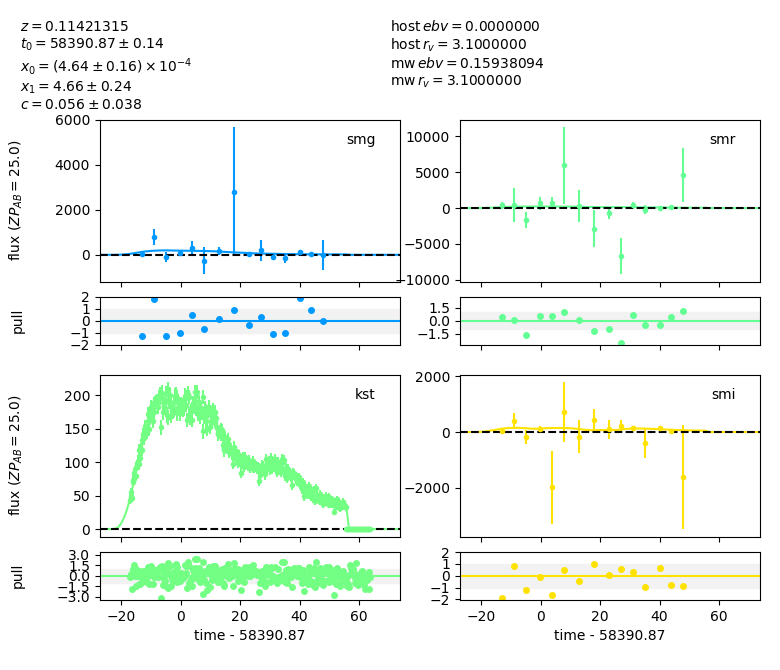 z = 0.11421315
t₀ = 58390.87 ± 0.14
x₀ = (4.64 ± 0.16) × 10⁻⁴
x₁ = 4.66 ± 0.24
c = 0.056 ± 0.038
host ebv = 0.0000000
host r_v = 3.1000000
mw ebv = 0.15938094
mw r_v = 3.1000000
6000
4000
2000
0
flux (ZP_AB = 25.0)
smg
10000
5000
0
−5000
−10000
smr
2
1
0
−1
−2
pull
1.5
0.0
−1.5
200
150
100
50
0
flux (ZP_AB = 25.0)
kst
2000
0
−2000
smi
3.0
1.5
0.0
−1.5
−3.0
pull
−20
0
20
40
60
time - 58390.87
2
1
0
−1
−2
−20
0
20
40
60
time - 58390.87